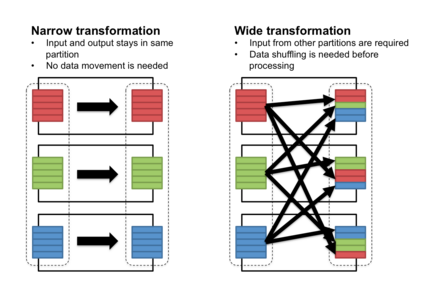 Narrow transformation
• Input and output stays in same
partition
• No data movement is needed
Wide transformation
• Input from other partitions are required
• Data shuffling is needed before
processing